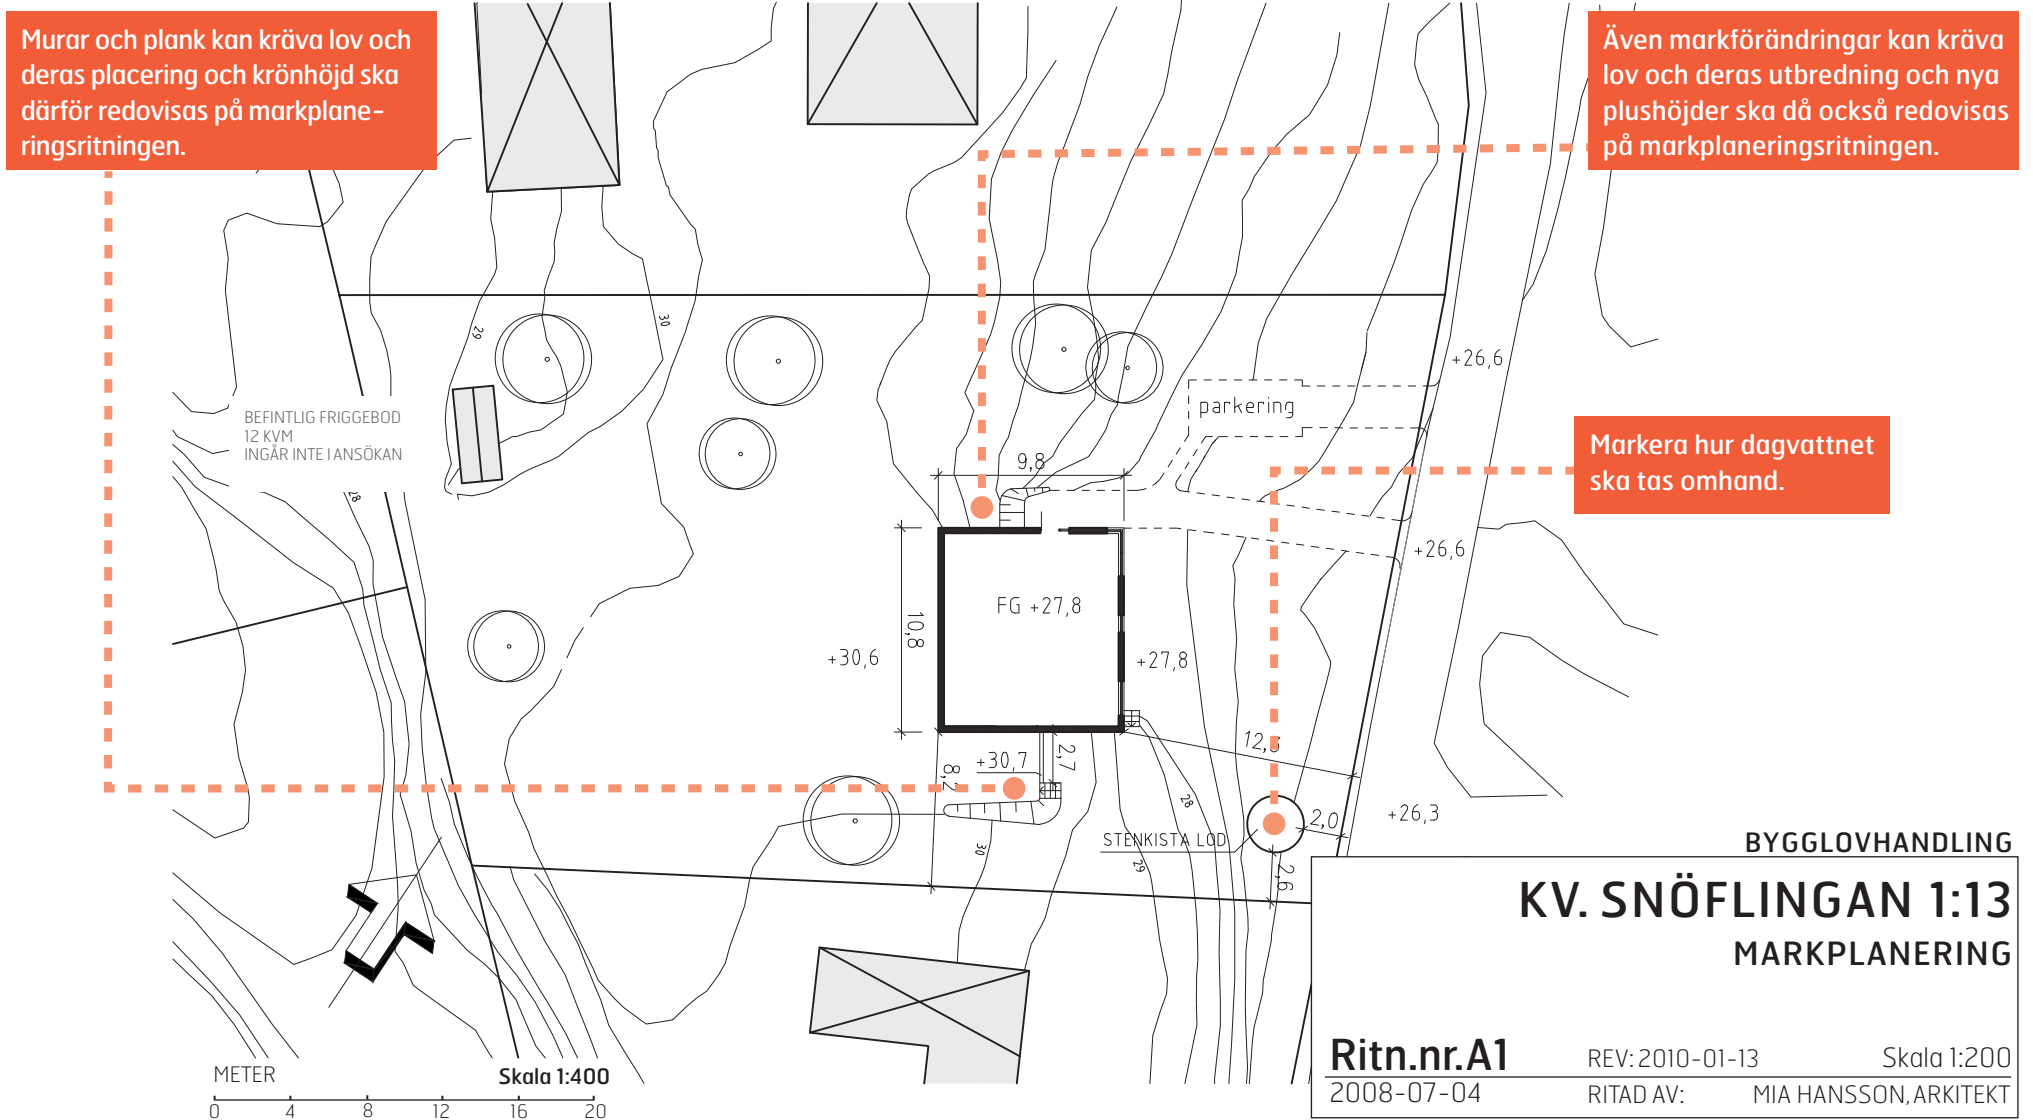 Murar och plank kan kräva lov och
deras placering och krönhöjd ska
därför redovisas på markplane-
ringsritningen.
Även markförändringar kan kräva
lov och deras utbredning och nya
plushöjder ska då också redovisas
på markplaneringsritningen.
29
30
+26,6
BEFINTLIG FRIGGEBOD
12 KVM
INGÅR INTE I ANSÖKAN
parkering
Markera hur dagvattnet
ska tas omhand.
9,8
28
+26,6
FG +27,8
10,8
+30,6
+27,8
12,3
+30,7
2,7
8,2
28
2,0
+26,3
STENKISTA LOD
30
29
2,6
BYGGLOVHANDLING
KV. SNÖFLINGAN 1:13
MARKPLANERING
Ritn.nr.A1
REV: 2010-01-13
Skala 1:200
2008-07-04
RITAD AV:
MIA HANSSON, ARKITEKT
METER
Skala 1:400
0 4 8 12 16 20